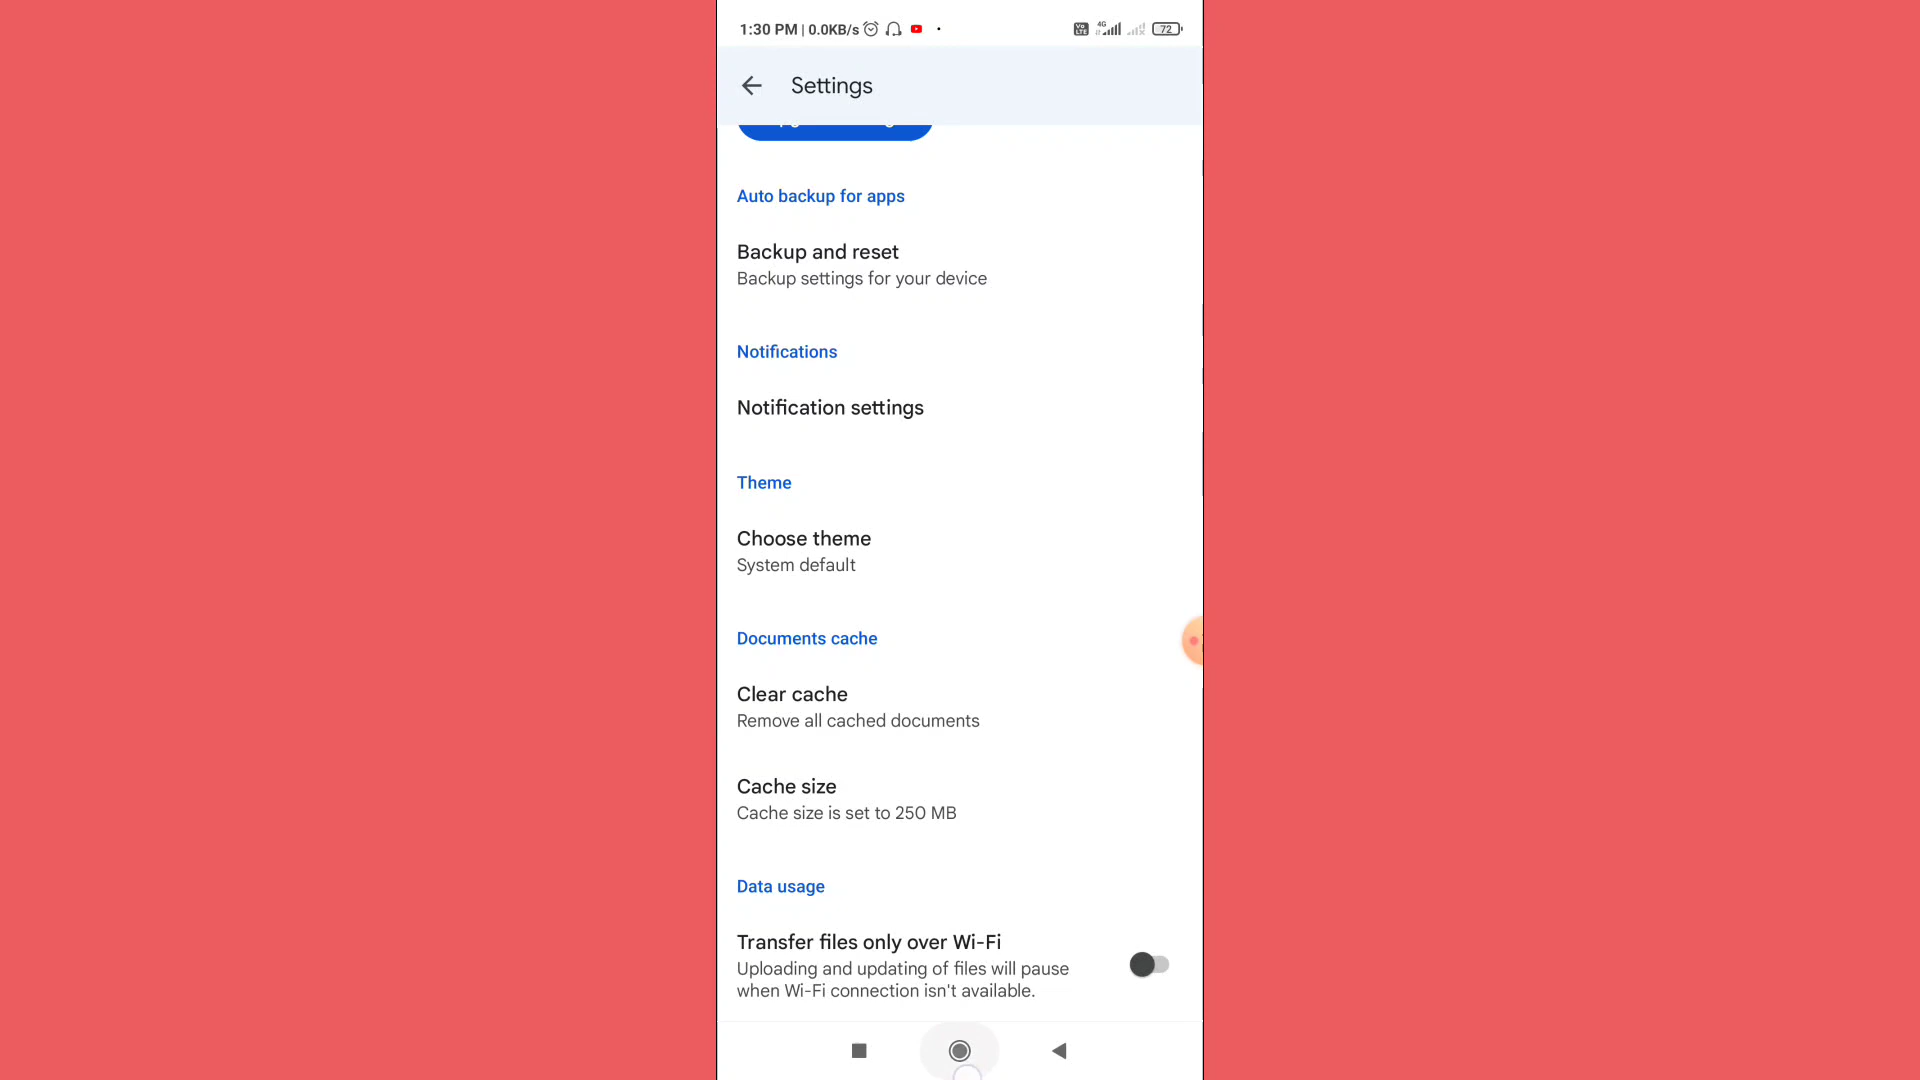 1:30 PM | 0.0KB/s
Vo LTE 4G 72
Settings
Auto backup for apps
Backup and reset
Backup settings for your device
Notifications
Notification settings
Theme
Choose theme
System default
Documents cache
Clear cache
Remove all cached documents
Cache size
Cache size is set to 250 MB
Data usage
Transfer files only over Wi-Fi
Uploading and updating of files will pause
when Wi-Fi connection isn't available.